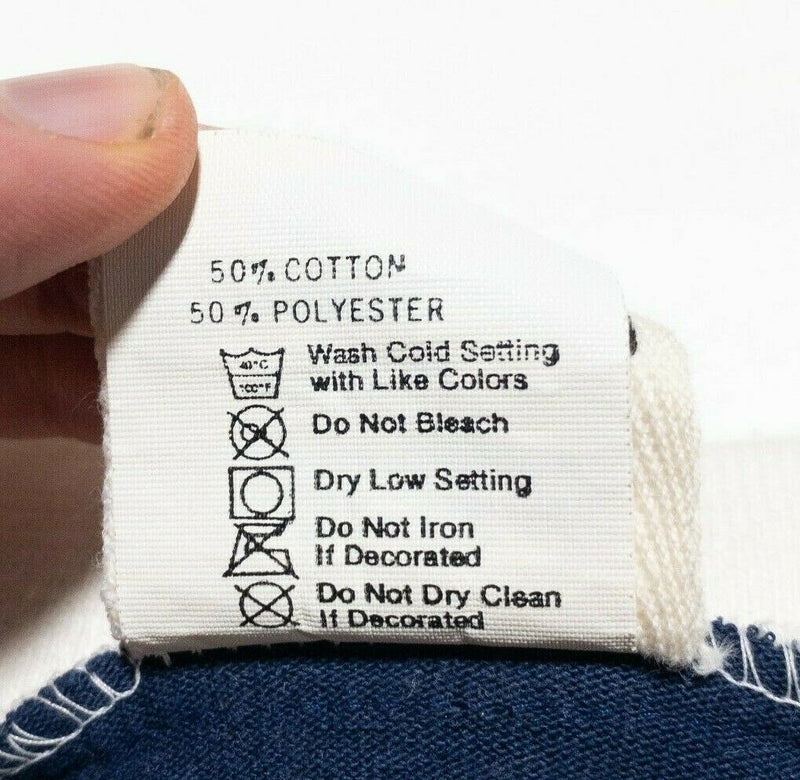 50% COTTON
50% POLYESTER
40°C
100°F
Wash Cold Setting
with Like Colors
Do Not Bleach
Dry Low Setting
Do Not Iron
If Decorated
Do Not Dry Clean
If Decorated